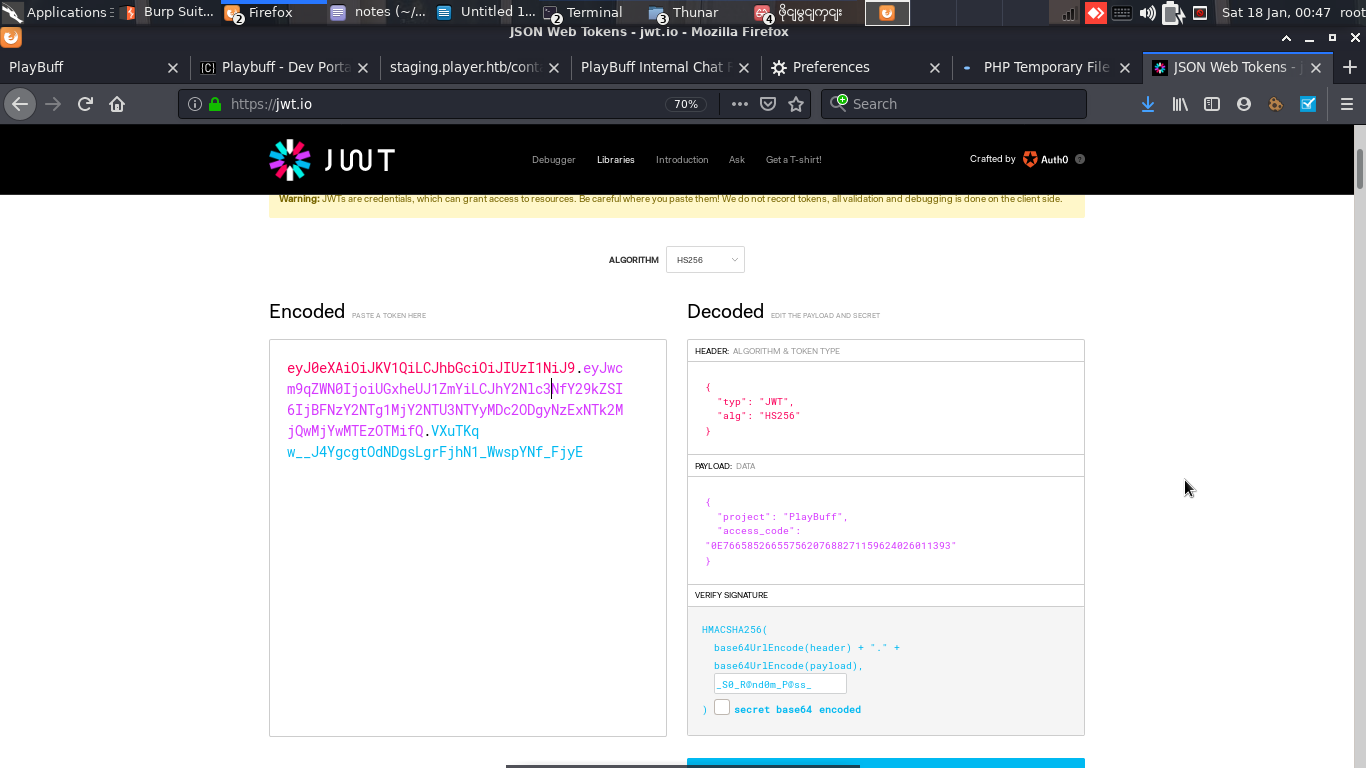 Applications
Burp Suit...
2 Firefox
notes (~/...
Untitled 1...
2 Terminal
3 Thunar
4
Sat 18 Jan, 00:47 root
JSON Web Tokens - jwt.io - Mozilla Firefox
PlayBuff
Playbuff - Dev Porta
staging.player.htb/cont
PlayBuff Internal Chat F
Preferences
PHP Temporary File
JSON Web Tokens - j
https://jwt.io
70%
Search
JWT
Debugger
Libraries
Introduction
Ask
Get a T-shirt!
Crafted by Auth0 ?
Warning: JWTs are credentials, which can grant access to resources. Be careful where you paste them! We do not record tokens, all validation and debugging is done on the client side.
ALGORITHM HS256
Encoded PASTE A TOKEN HERE
eyJ0eXAiOiJKV1QiLCJhbGciOiJIUzI1NiJ9.eyJwc
m9qZWN0IjoiUGxheUJ1ZmYiLCJhY2Nlc3NfY29kZSI
6IjBFNzY2NTg1MjY2NTU3NTYyMDc2ODgyNzExNTk2M
jQwMjYwMTEzOTMifQ.VXuTKq
w__J4YgcgtOdNDgsLgrFjhN1_WwspYNf_FjyE
Decoded EDIT THE PAYLOAD AND SECRET
HEADER: ALGORITHM & TOKEN TYPE
{
"typ": "JWT",
"alg": "HS256"
}
PAYLOAD: DATA
{
"project": "PlayBuff",
"access_code":
"0E76658526655756207688271159624026011393"
}
VERIFY SIGNATURE
HMACSHA256(
base64UrlEncode(header) + "." +
base64UrlEncode(payload),
_S0_R@nd0m_P@ss_
) secret base64 encoded